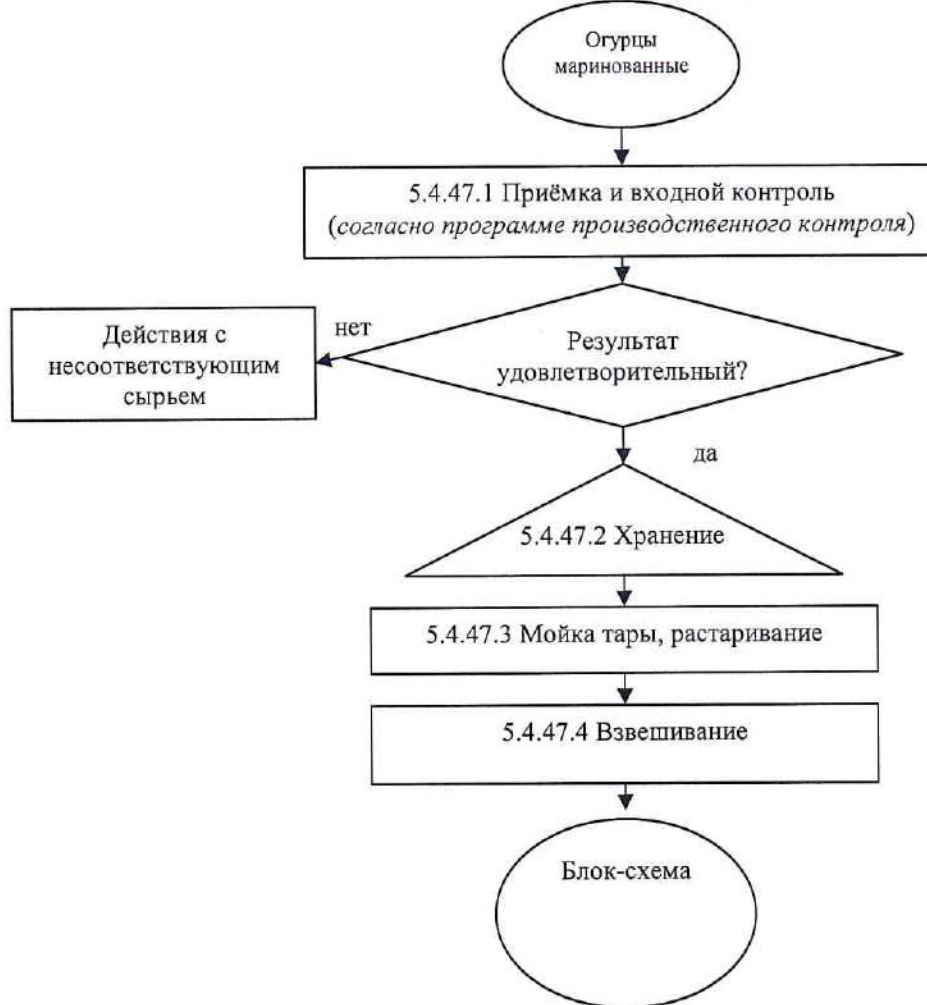 Огурцы
маринованные
5.4.47.1 Приёмка и входной контроль
(согласно программе производственного контроля)
Действия с
несоответствующим
сырьем
нет
Результат
удовлетворительный?
да
5.4.47.2 Хранение
5.4.47.3 Мойка тары, растаривание
5.4.47.4 Взвешивание
Блок-схема